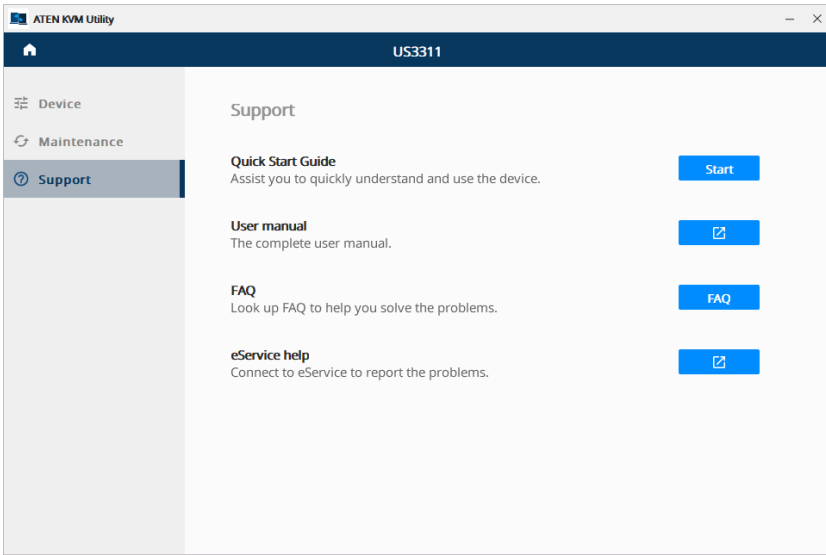 ATEN KVM Utility
US3311
Device
Maintenance
Support
Support
Quick Start Guide
Assist you to quickly understand and use the device.
Start
User manual
The complete user manual.
FAQ
Look up FAQ to help you solve the problems.
FAQ
eService help
Connect to eService to report the problems.